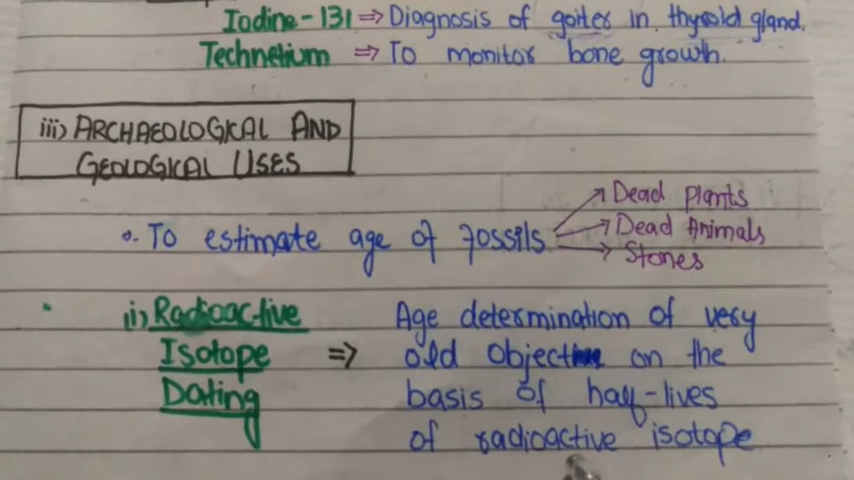 Iodine-131 => Diagnosis of goiter in thyroid gland.
Technetium => To monitor bone growth.
iii) ARCHAEOLOGICAL AND
GEOLOGICAL USES
To estimate age of fossils
Dead Plants
Dead Animals
Stones
(i) Radioactive
Isotope =>
Dating
Age determination of very
old object on the
basis of half-lives
of radioactive isotope